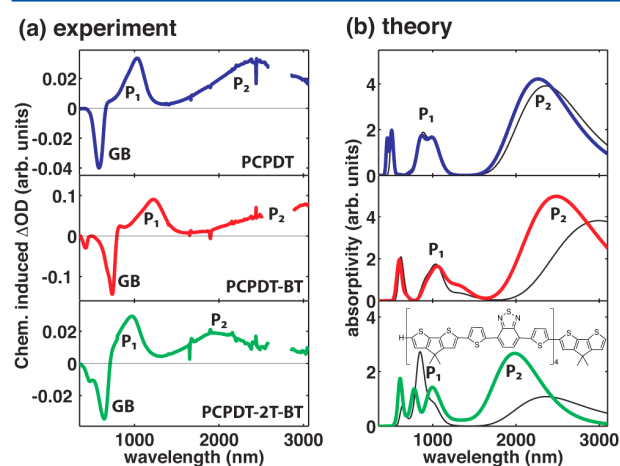 (a) experiment
(b) theory
Chem. induced ΔOD (arb. units)
0.02
0
-0.02
-0.04
P1
P2
GB
PCPDT
0.1
0
-0.1
P1
P2
GB
PCPDT-BT
0.02
0
0.02
P1
P2
GB
PCPDT-2T-BT
1000
2000
3000
wavelength (nm)
absorptivity (arb. units)
4
2
0
P1
P2
4
2
0
P1
P2
4
2
0
H
S
S
S
N
S
N
S
4
S
S
P1
P2
1000
2000
3000
wavelength (nm)